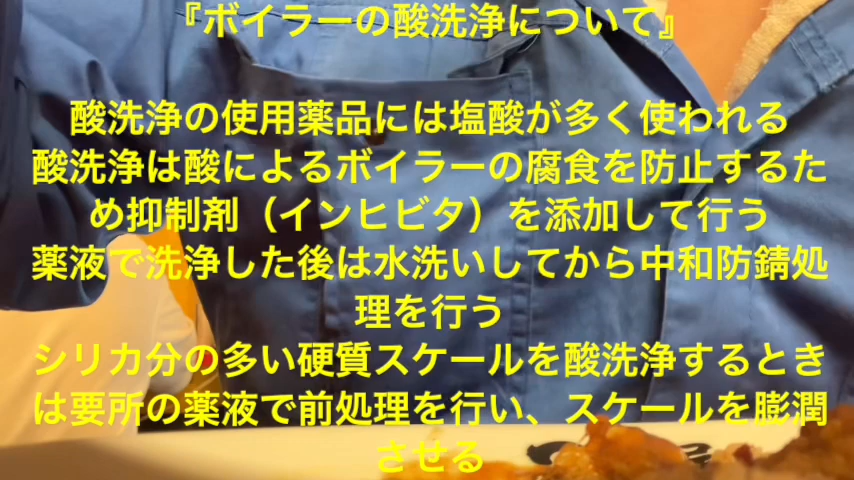 『ボイラーの酸洗浄について』
酸洗浄の使用薬品には塩酸が多く使われる
酸洗浄は酸によるボイラーの腐食を防止するた
め抑制剤（インヒビタ）を添加して行う
薬液で洗浄した後は水洗いしてから中和防錆処
理を行う
シリカ分の多い硬質スケールを酸洗浄するとき
は要所の薬液で前処理を行い、スケールを膨潤
させる